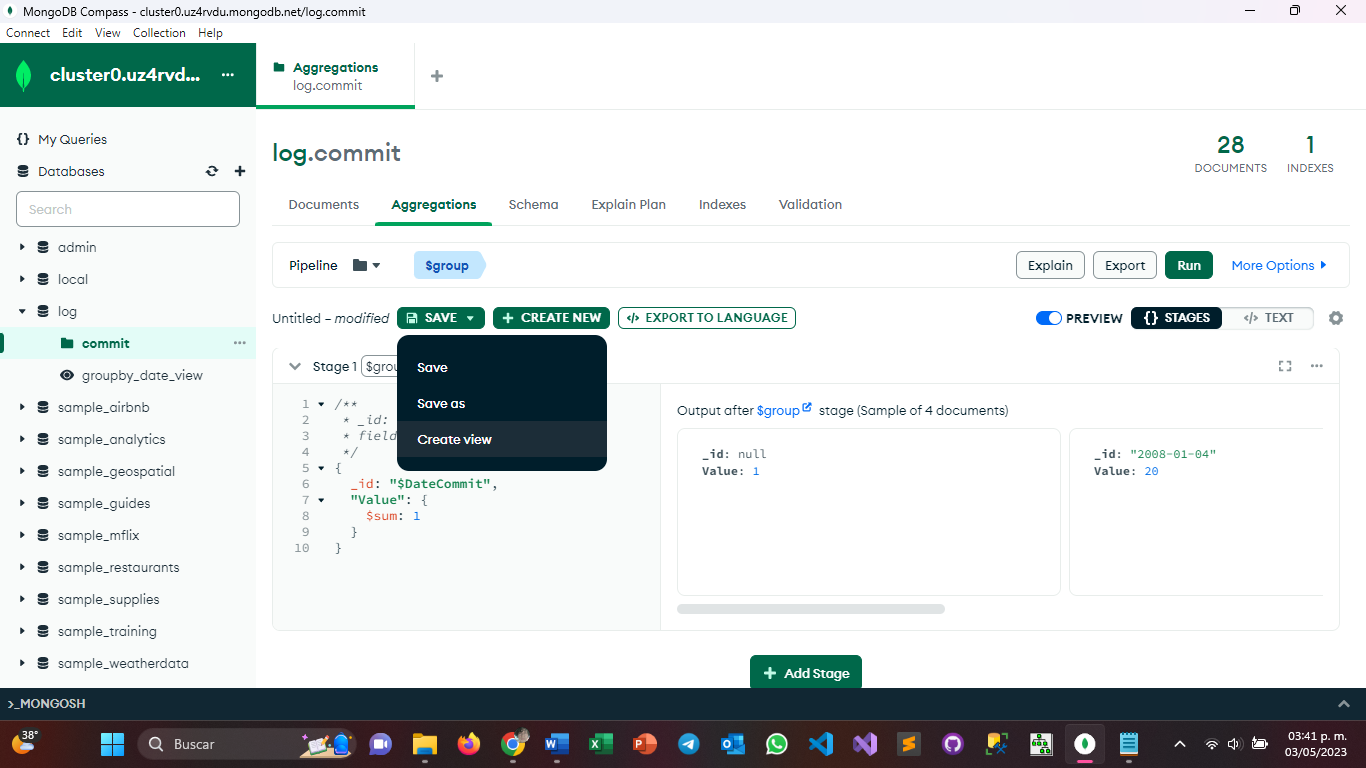 MongoDB Compass - cluster0.uz4rvdu.mongodb.net/log.commit
Connect Edit View Collection Help
cluster0.uz4rvd... ...
Aggregations
log.commit
{} My Queries
Databases
Search
admin
local
log
commit ...
groupby_date_view
sample_airbnb
sample_analytics
sample_geospatial
sample_guides
sample_mflix
sample_restaurants
sample_supplies
sample_training
sample_weatherdata
log.commit
28
DOCUMENTS
1
INDEXES
Documents Aggregations Schema Explain Plan Indexes Validation
Pipeline $group Explain Export Run More Options
Untitled – modified SAVE + CREATE NEW </> EXPORT TO LANGUAGE PREVIEW {} STAGES </> TEXT
Stage 1 $grou ...
Save
Save as
Create view
1 /**
2 * _id:
3 * field
4 */
5 {
6 _id: "$DateCommit",
7 "Value": {
8 $sum: 1
9 }
10 }
Output after $group stage (Sample of 4 documents)
_id: null
Value: 1
_id: "2008-01-04"
Value: 20
+ Add Stage
>_MONGOSH
38°
Buscar
03:41 p. m.
03/05/2023